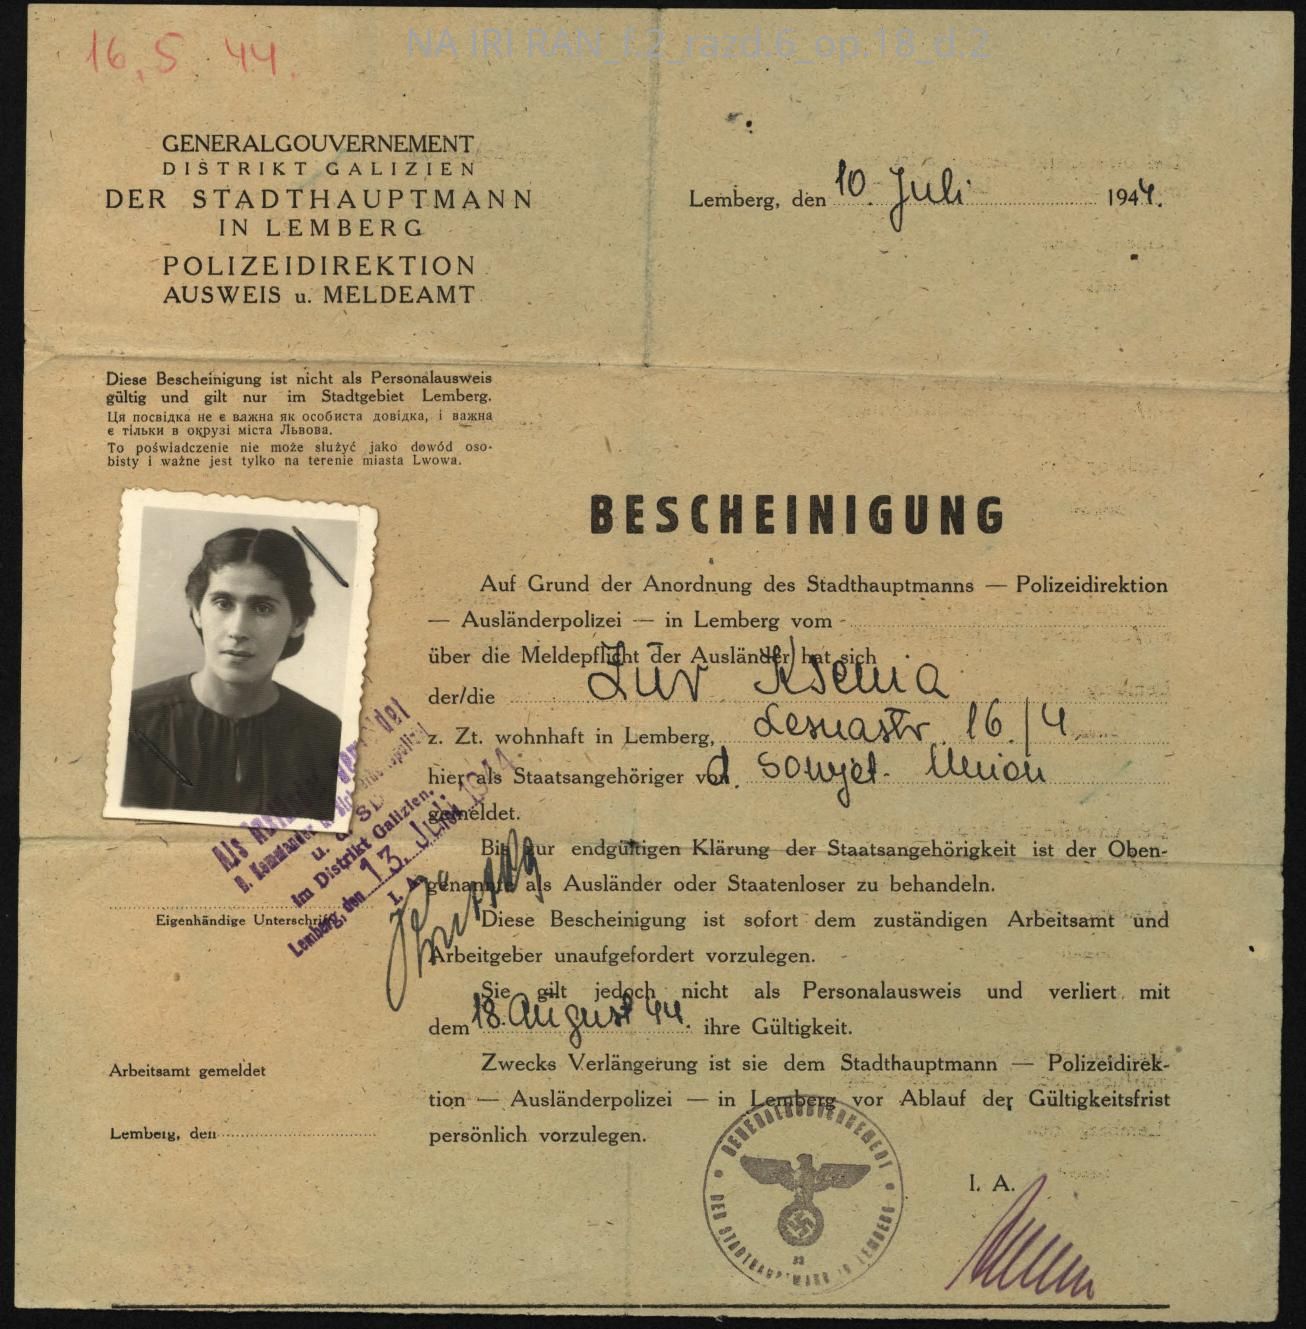 16.5.44.
NA IRI RAN_f.2_razd.6_op.18_d.2
GENERALGOUVERNEMENT
DISTRIKT GALIZIEN
DER STADTHAUPTMANN
IN LEMBERG
POLIZEIDIREKTION
AUSWEIS u. MELDEAMT
Lemberg, den 10. Juli 1944.
Diese Bescheinigung ist nicht als Personalausweis
gültig und gilt nur im Stadtgebiet Lemberg.
Ця посвідка не є важна як особиста довідка, і важна
є тільки в окрузі міста Львова.
To poświadczenie nie może służyć jako dowód oso-
bisty i ważne jest tylko na terenie miasta Lwowa.
BESCHEINIGUNG
Auf Grund der Anordnung des Stadthauptmanns — Polizeidirektion
— Ausländerpolizei — in Lemberg vom -
über die Meldepflicht der Ausländer hat sich
der/die Zur Ksenia
z. Zt. wohnhaft in Lemberg, Lesnastr. 16./4
hier als Staatsangehöriger von d. Sowjet-Union
gemeldet.
Bis zur endgültigen Klärung der Staatsangehörigkeit ist der Oben-
genannte als Ausländer oder Staatenloser zu behandeln.
Diese Bescheinigung ist sofort dem zuständigen Arbeitsamt und
Arbeitgeber unaufgefordert vorzulegen.
Sie gilt jedoch nicht als Personalausweis und verliert mit
dem 18. August 44. ihre Gültigkeit.
Zwecks Verlängerung ist sie dem Stadthauptmann — Polizeidirek-
tion — Ausländerpolizei — in Lemberg vor Ablauf der Gültigkeitsfrist
persönlich vorzulegen.
I. A.
GENERALGOUVERNEMENT
DER STADTHAUPTMANN IN LEMBERG
Als
u. d. SD
im Distrikt Galizien.
Lemberg, den 13. Juli 1944
I. A.
Eigenhändige Unterschrift
Arbeitsamt gemeldet
Lemberg, den